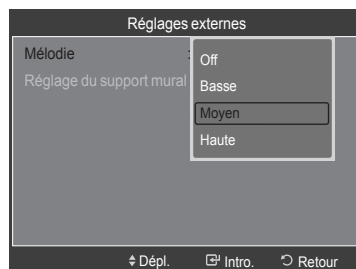 Réglages externes
Mélodie :
Réglage du support mural
Off
Basse
Moyen
Haute
Dépl. Intro. Retour